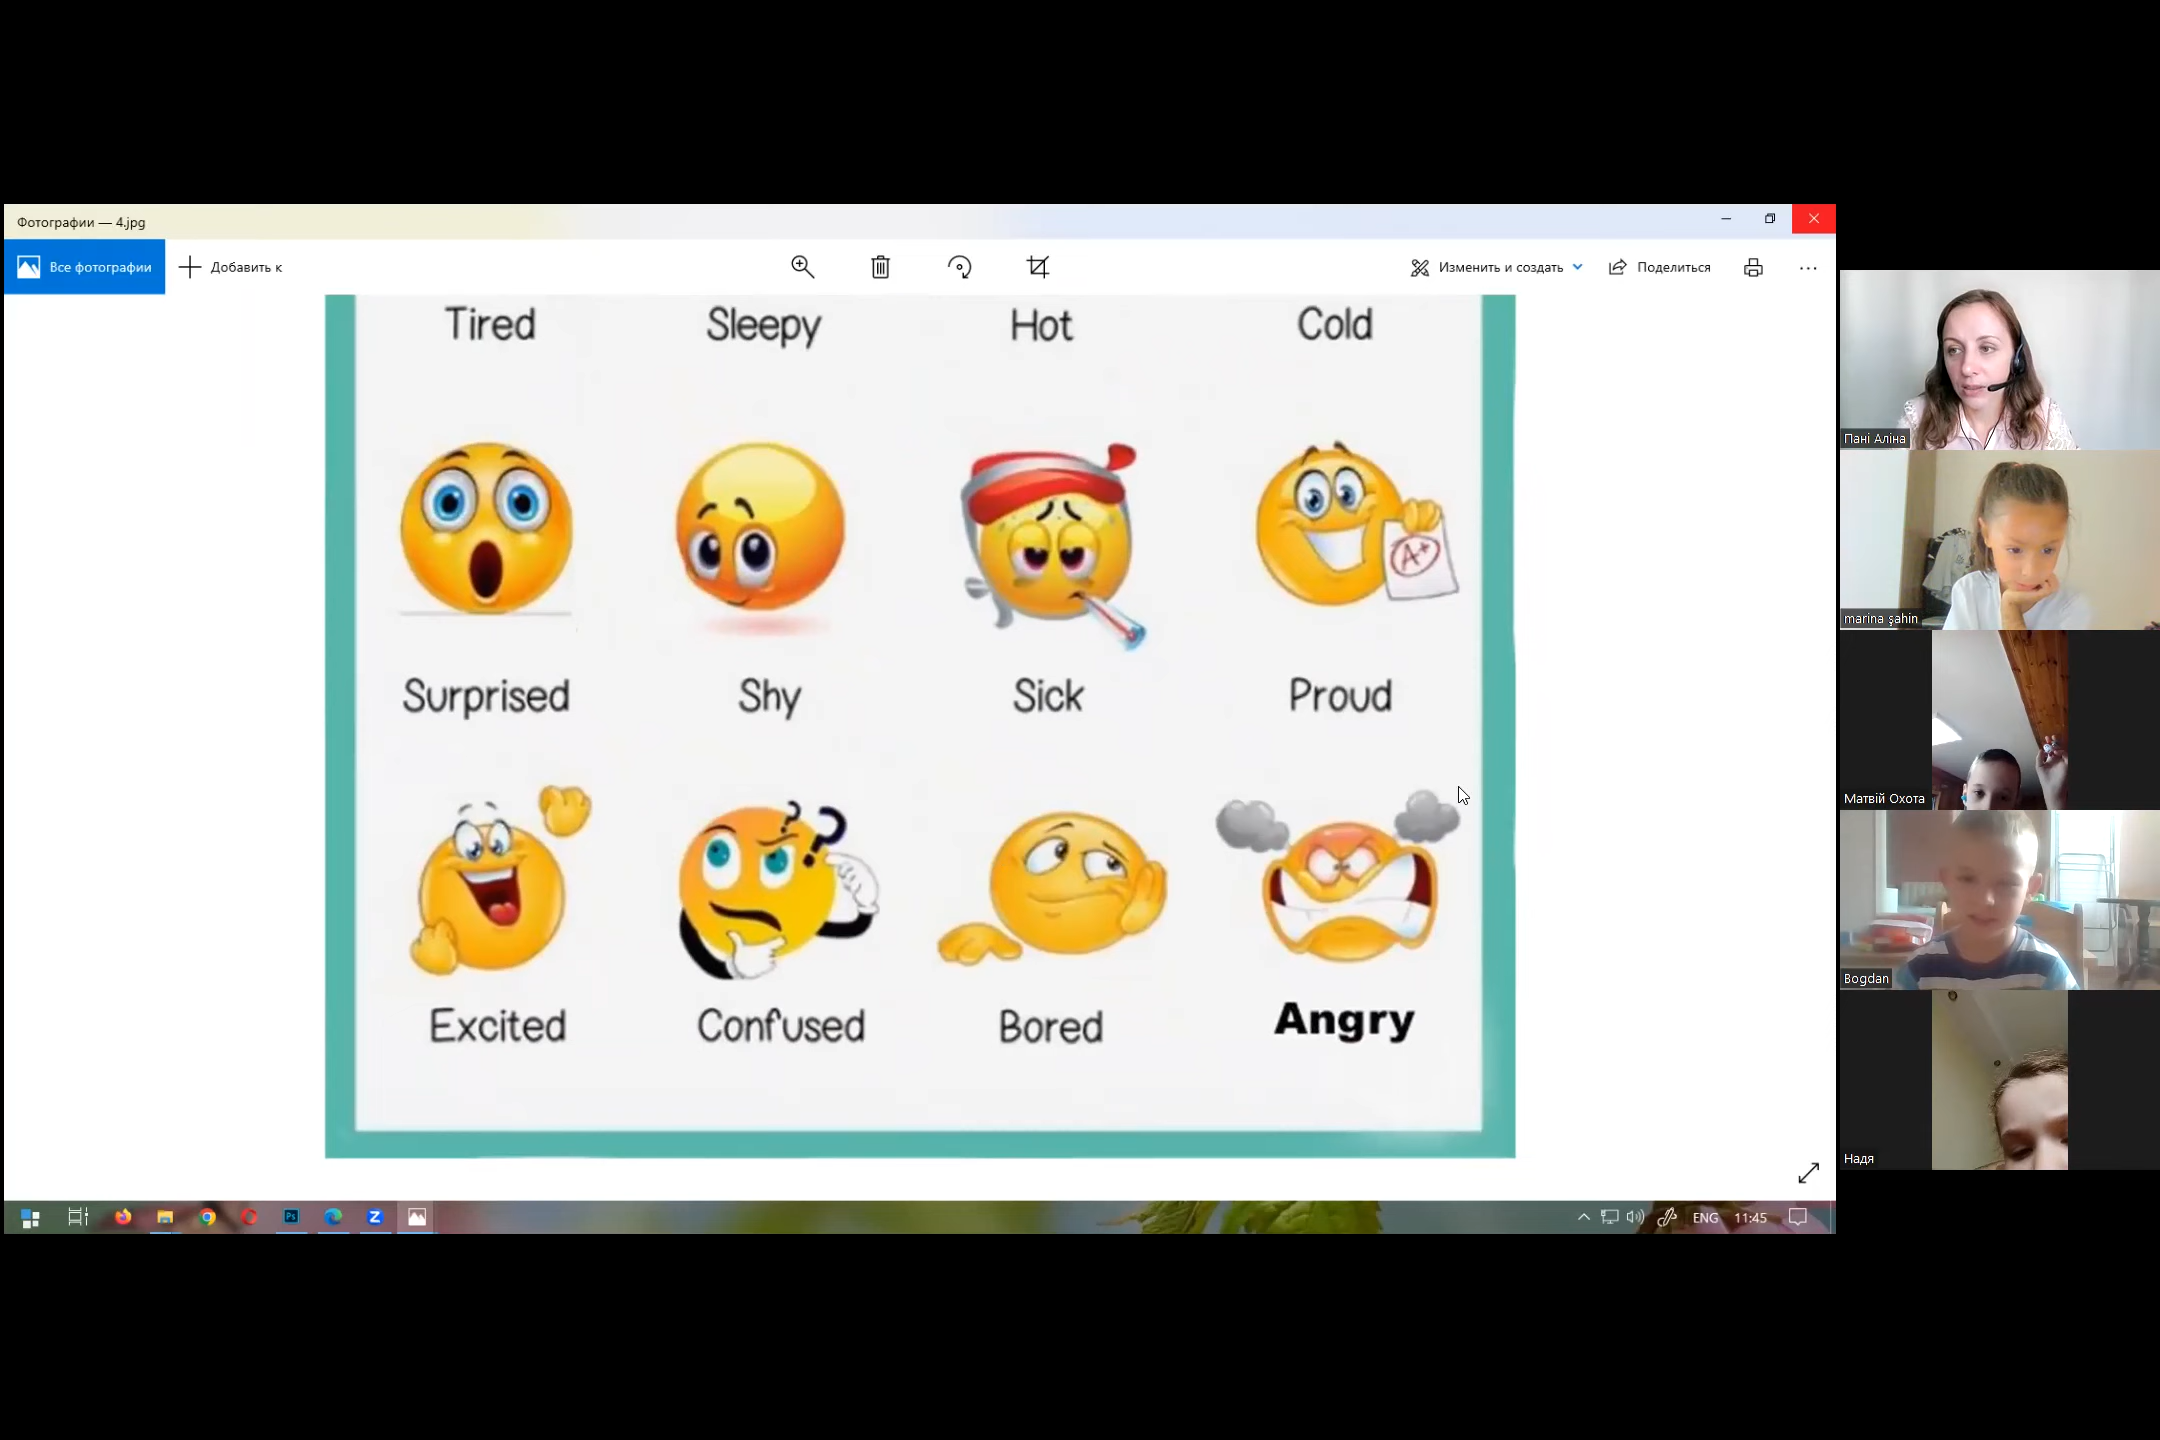 Фотографии — 4.jpg
Все фотографии
Добавить к
Изменить и создать
Поделиться
Tired Sleepy Hot Cold
A+
Surprised Shy Sick Proud
? ?
Excited Confused Bored Angry
Пані Аліна
marina şahin
Матвій Охота
Bogdan
Надя
Ps
Z
ENG 11:45